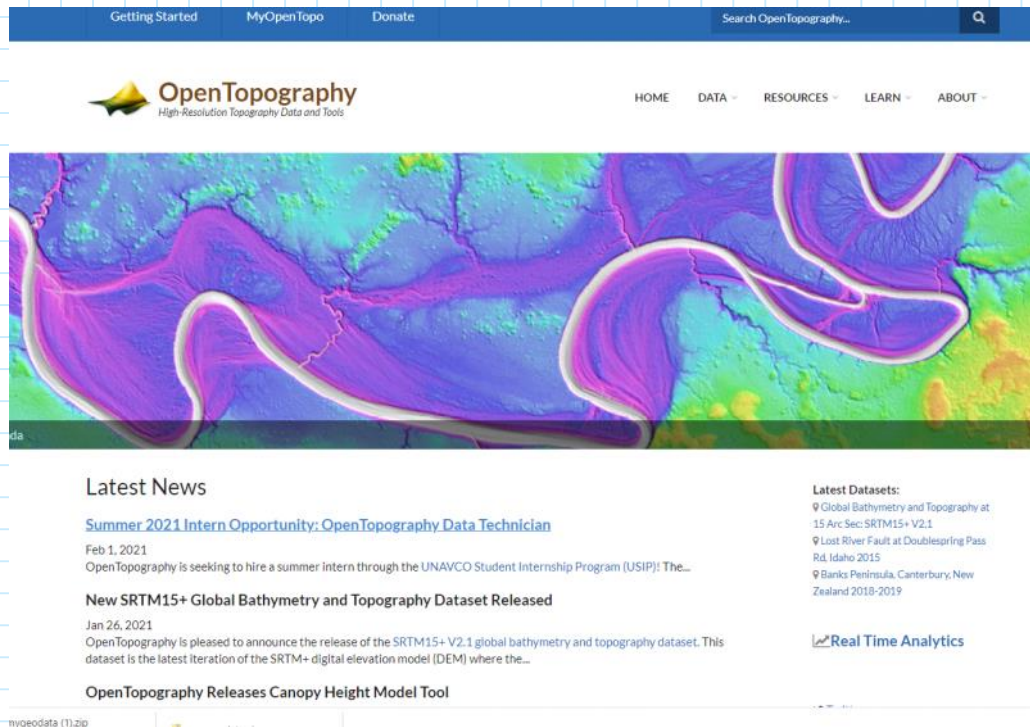 Getting Started MyOpenTopo Donate Search OpenTopography...
OpenTopography
High-Resolution Topography Data and Tools
HOME DATA RESOURCES LEARN ABOUT
da
Latest News
Summer 2021 Intern Opportunity: OpenTopography Data Technician
Feb 1, 2021
OpenTopography is seeking to hire a summer intern through the UNAVCO Student Internship Program (USIP)! The...
New SRTM15+ Global Bathymetry and Topography Dataset Released
Jan 26, 2021
OpenTopography is pleased to announce the release of the SRTM15+ V2.1 global bathymetry and topography dataset. This
dataset is the latest iteration of the SRTM+ digital elevation model (DEM) where the...
OpenTopography Releases Canopy Height Model Tool
Latest Datasets:
Global Bathymetry and Topography at
15 Arc Sec: SRTM15+ V2.1
Lost River Fault at Doublespring Pass
Rd, Idaho 2015
Banks Peninsula, Canterbury, New
Zealand 2018-2019
Real Time Analytics
mygeodata (1).zip